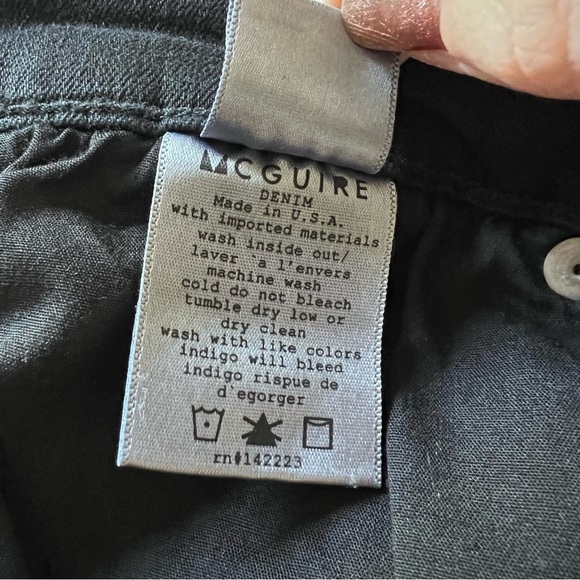 MCGUIRE
DENIM
Made in U.S.A.
with imported materials
wash inside out/
laver `a l'envers
machine wash
cold do not bleach
tumble dry low or
dry clean
wash with like colors
indigo will bleed
indigo rispue de
d`egorger
rn#142223